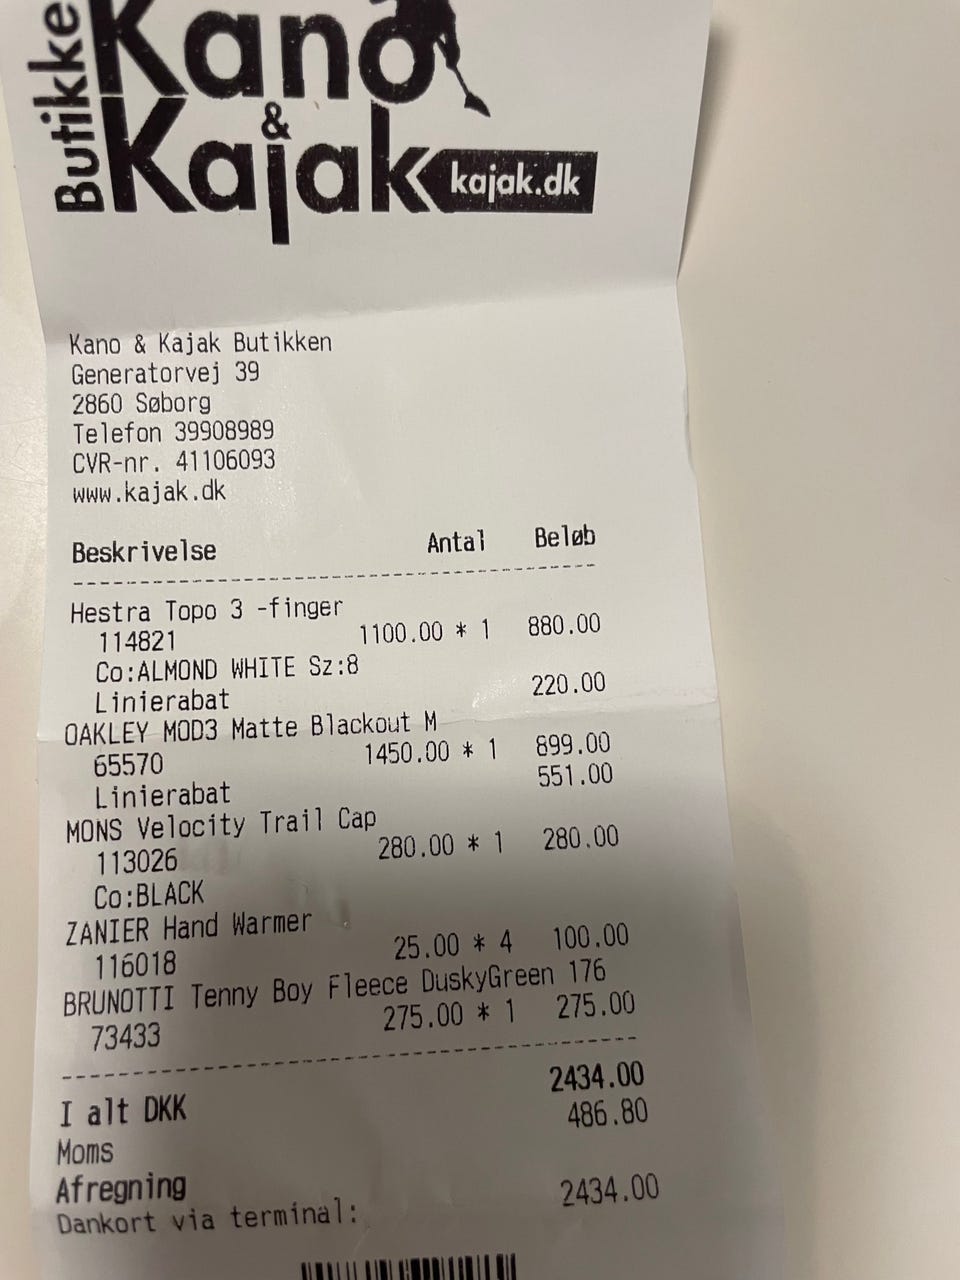 Butikke
Kano
&
Kajak
kajak.dk
Kano & Kajak Butikken
Generatorvej 39
2860 Søborg
Telefon 39908989
CVR-nr. 41106093
www.kajak.dk
Beskrivelse Antal Beløb
Hestra Topo 3 -finger
114821 1100.00 * 1 880.00
Co:ALMOND WHITE Sz:8
Linierabat 220.00
OAKLEY MOD3 Matte Blackout M
65570 1450.00 * 1 899.00
Linierabat 551.00
MONS Velocity Trail Cap
113026 280.00 * 1 280.00
Co:BLACK
ZANIER Hand Warmer
116018 25.00 * 4 100.00
BRUNOTTI Tenny Boy Fleece DuskyGreen 176
73433 275.00 * 1 275.00
I alt DKK 2434.00
Moms 486.80
Afregning
Dankort via terminal: 2434.00